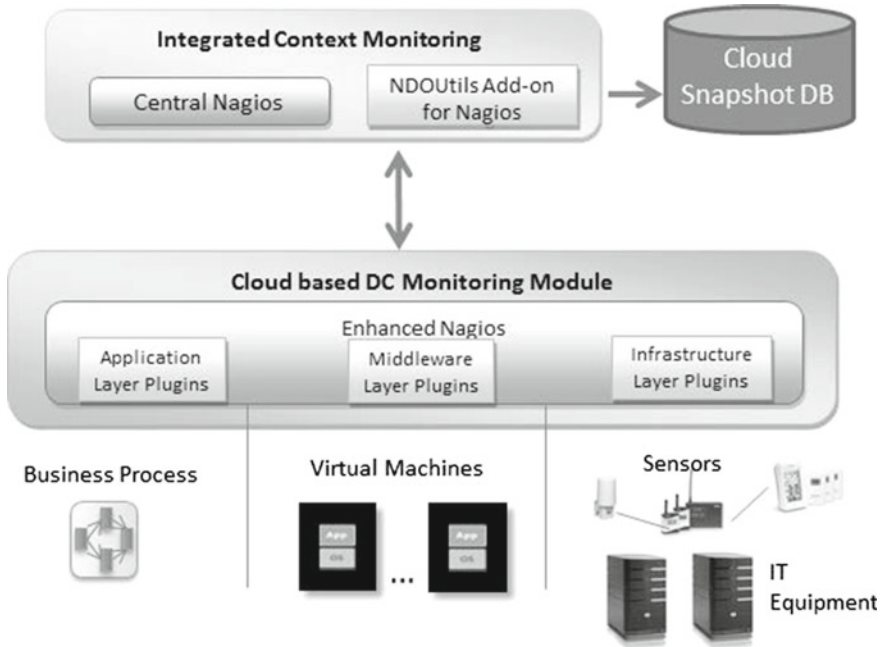 Integrated Context Monitoring
Central Nagios
NDOUtils Add-on
for Nagios
Cloud
Snapshot DB
Cloud based DC Monitoring Module
Enhanced Nagios
Application
Layer Plugins
Middleware
Layer Plugins
Infrastructure
Layer Plugins
Business Process
Virtual Machines
Sensors
App
OS
...
App
OS
IT
Equipment